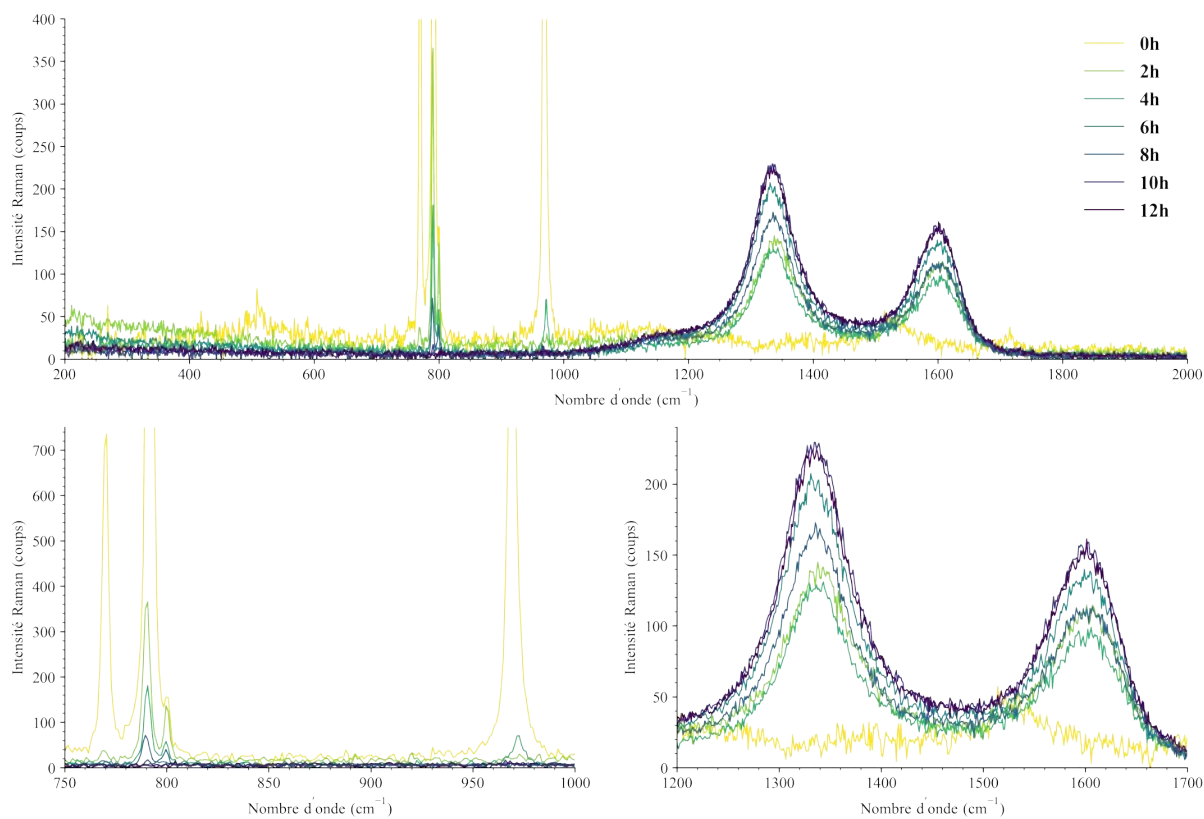 400
350
300
250
200
150
100
50
0
Intensité Raman (coups)
200 400 600 800 1000 1200 1400 1600 1800 2000
Nombre d'onde (cm⁻¹)
0h
2h
4h
6h
8h
10h
12h
700
600
500
400
300
200
100
0
Intensité Raman (coups)
750 800 850 900 950 1000
Nombre d'onde (cm⁻¹)
200
150
100
50
0
Intensité Raman (coups)
1200 1300 1400 1500 1600 1700
Nombre d'onde (cm⁻¹)